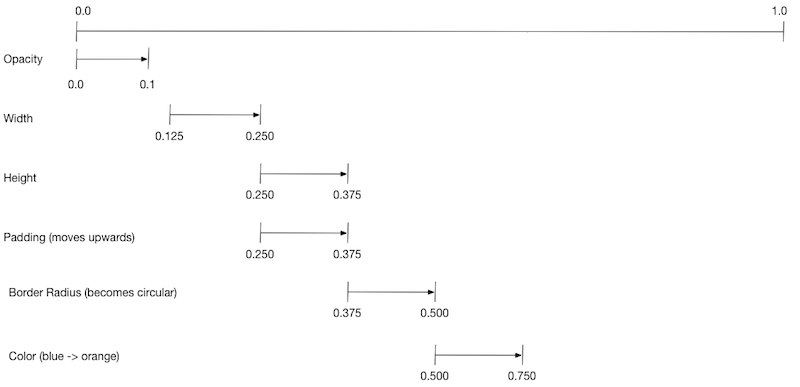 0.0 1.0
Opacity
0.0 0.1
Width
0.125 0.250
Height
0.250 0.375
Padding (moves upwards)
0.250 0.375
Border Radius (becomes circular)
0.375 0.500
Color (blue -> orange)
0.500 0.750